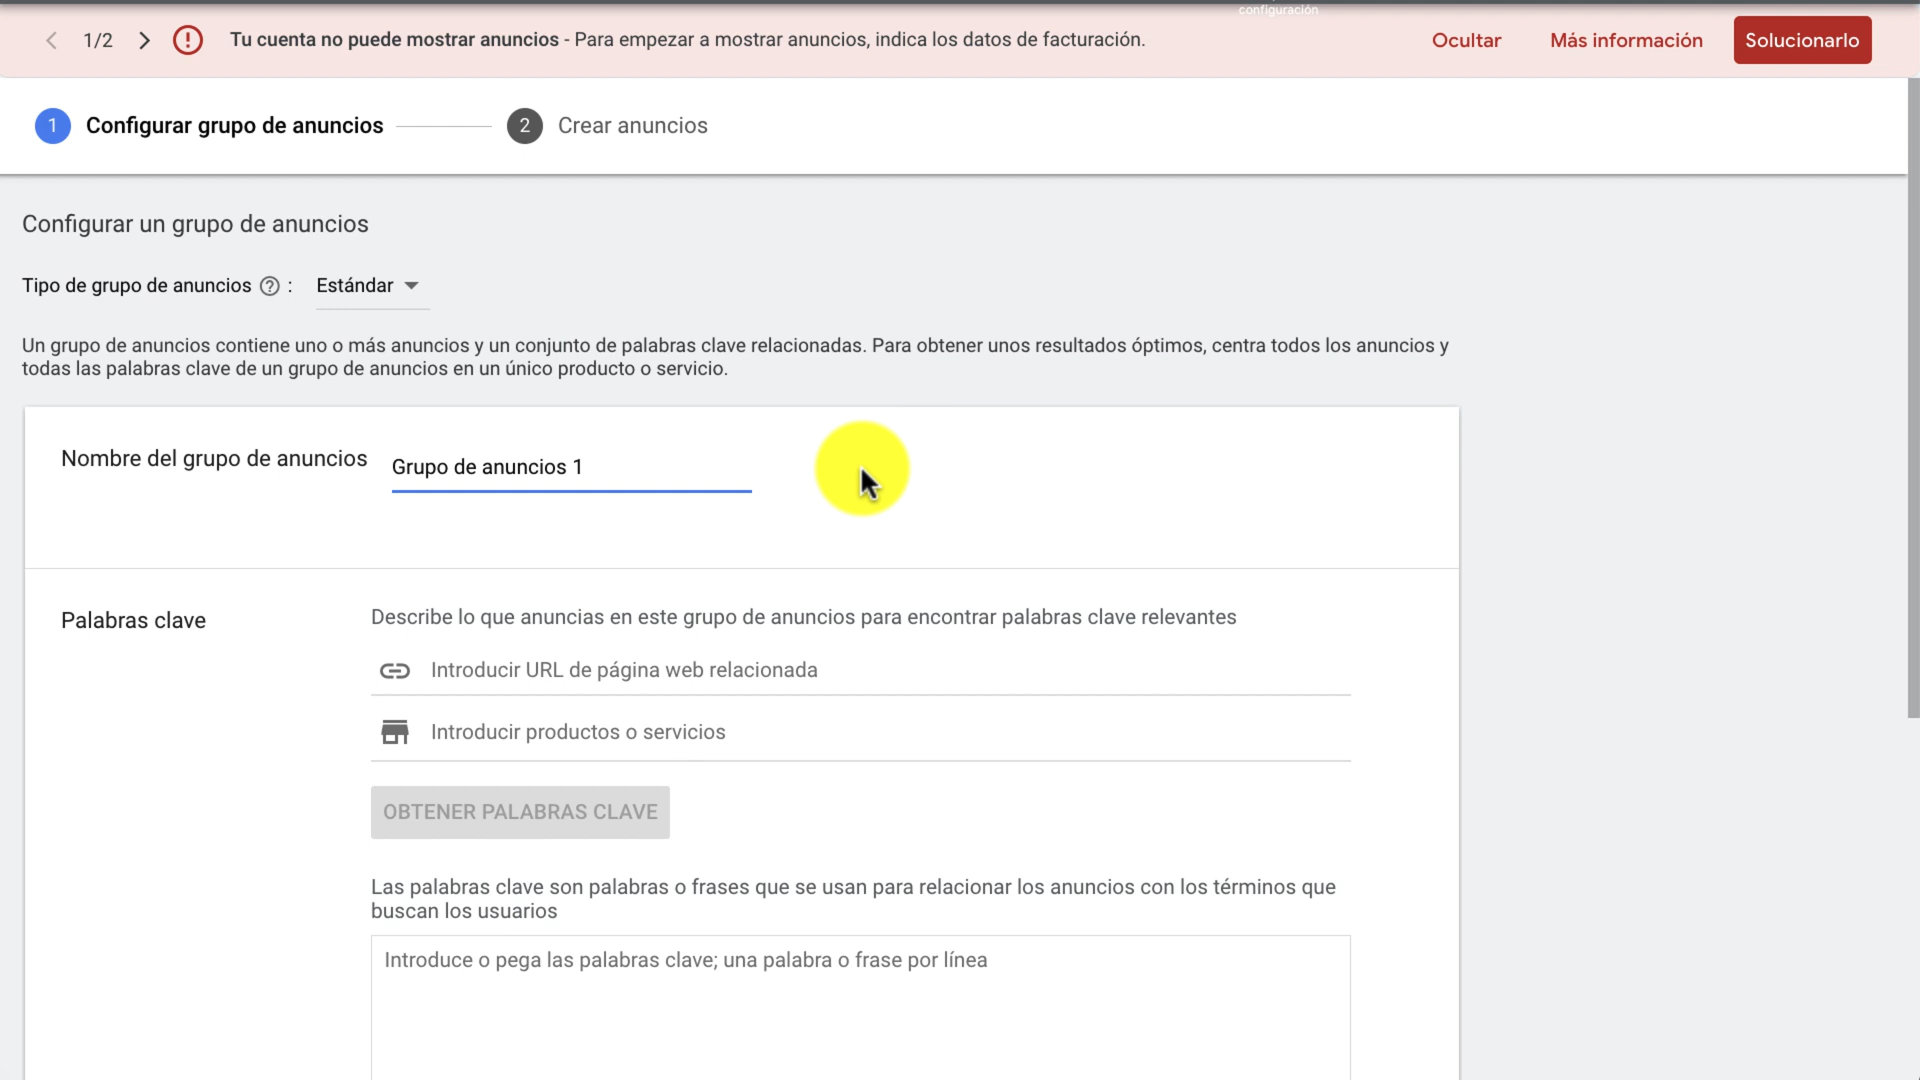 configuración
1/2
Tu cuenta no puede mostrar anuncios - Para empezar a mostrar anuncios, indica los datos de facturación.
Ocultar
Más información
Solucionarlo
1 Configurar grupo de anuncios
2 Crear anuncios
Configurar un grupo de anuncios
Tipo de grupo de anuncios ? : Estándar
Un grupo de anuncios contiene uno o más anuncios y un conjunto de palabras clave relacionadas. Para obtener unos resultados óptimos, centra todos los anuncios y
todas las palabras clave de un grupo de anuncios en un único producto o servicio.
Nombre del grupo de anuncios
Grupo de anuncios 1
Palabras clave
Describe lo que anuncias en este grupo de anuncios para encontrar palabras clave relevantes
Introducir URL de página web relacionada
Introducir productos o servicios
OBTENER PALABRAS CLAVE
Las palabras clave son palabras o frases que se usan para relacionar los anuncios con los términos que
buscan los usuarios
Introduce o pega las palabras clave; una palabra o frase por línea